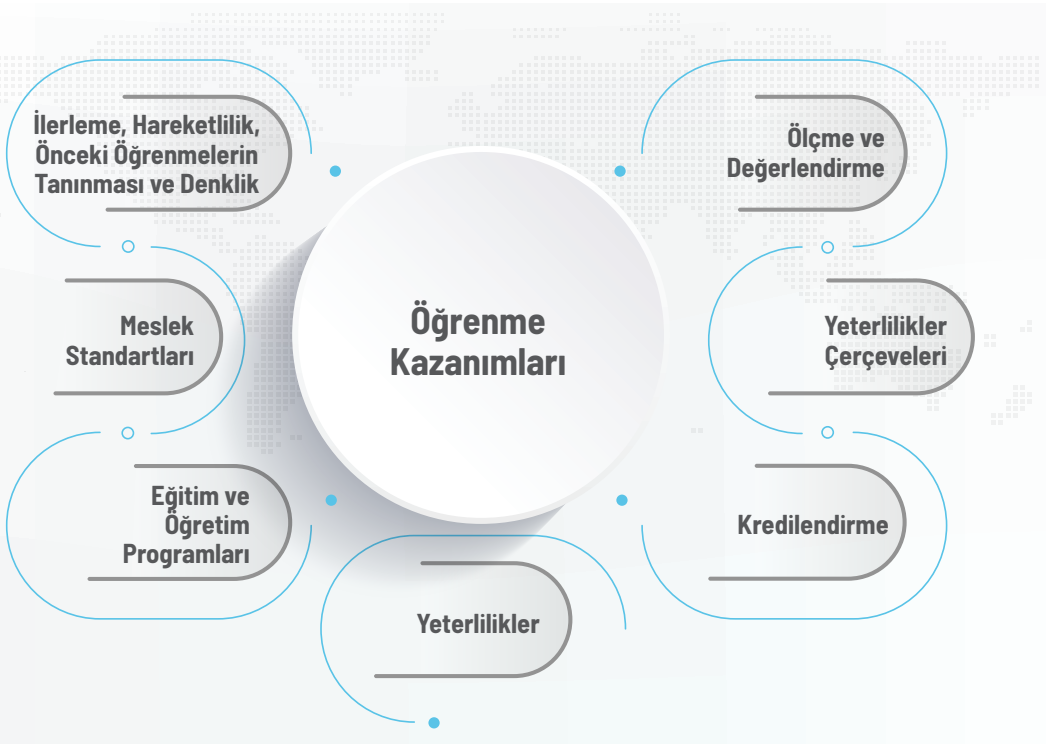 İlerleme, Hareketlilik,
Önceki Öğrenmelerin
Tanınması ve Denklik
Ölçme ve
Değerlendirme
Meslek
Standartları
Öğrenme
Kazanımları
Yeterlilikler
Çerçeveleri
Eğitim ve
Öğretim
Programları
Kredilendirme
Yeterlilikler